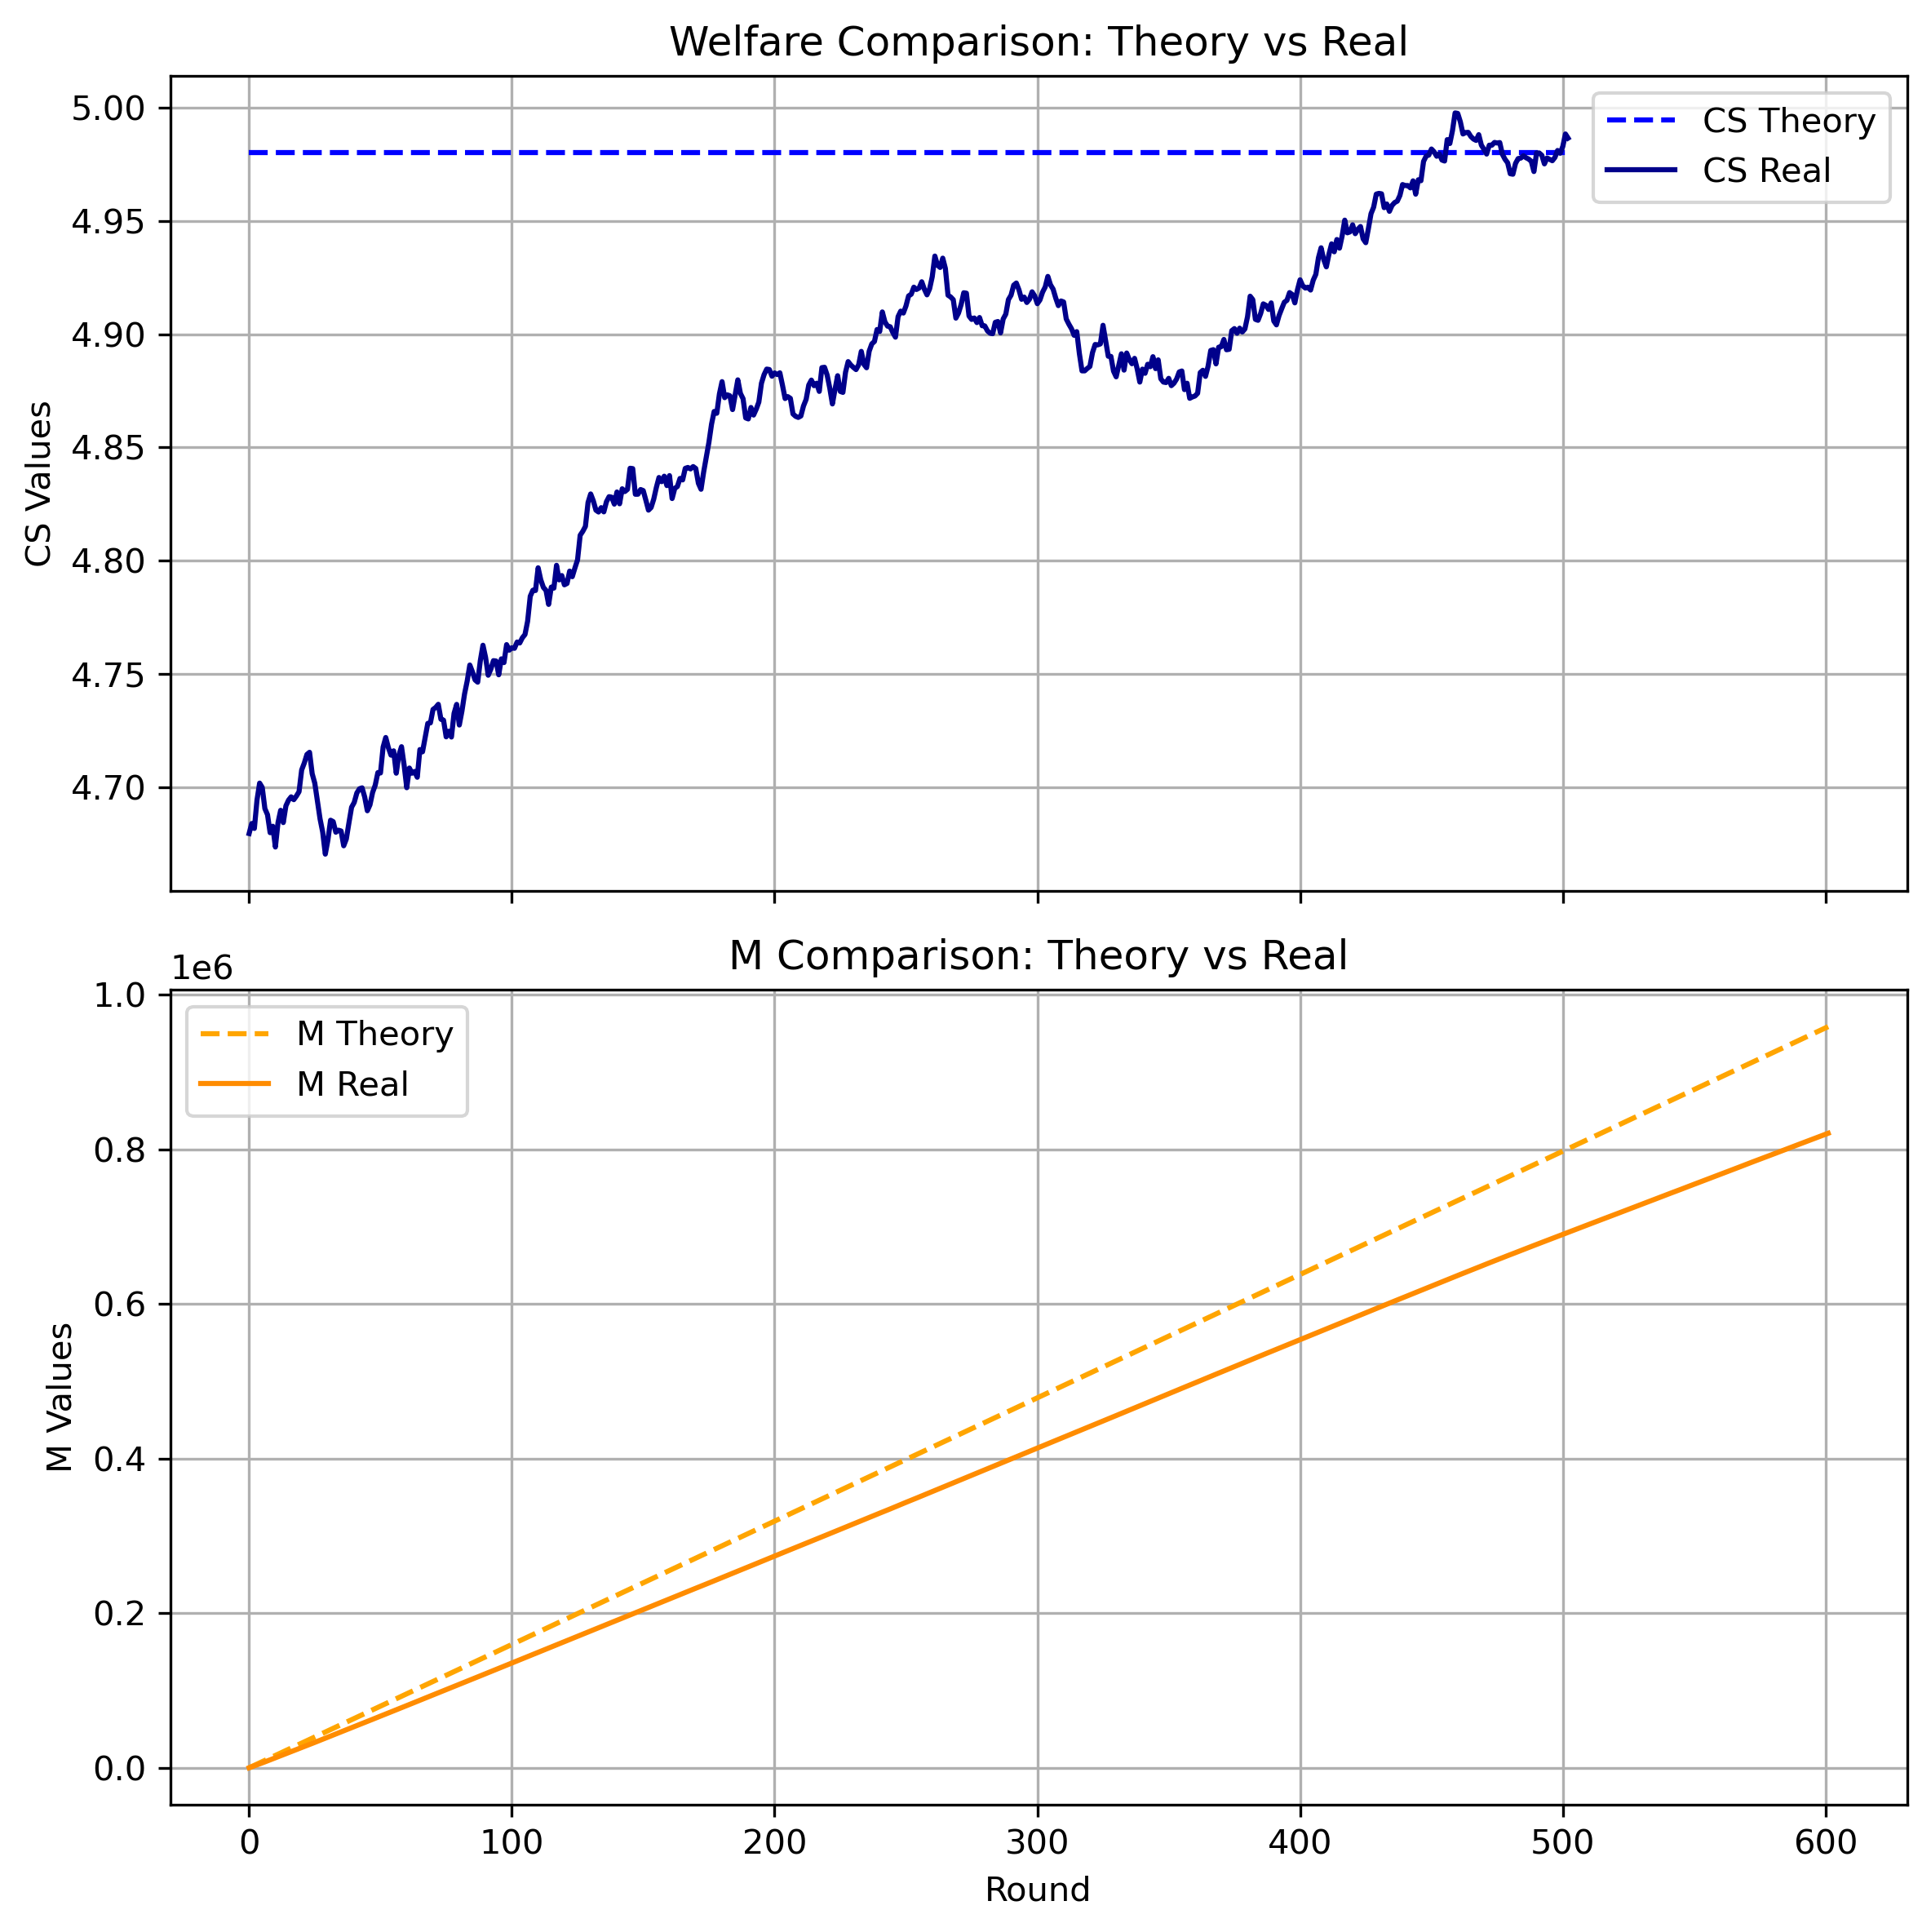 Welfare Comparison: Theory vs Real
5.00
4.95
4.90
4.85
4.80
4.75
4.70
CS Values
CS Theory
CS Real
M Comparison: Theory vs Real
1e6
1.0
0.8
0.6
0.4
0.2
0.0
M Values
M Theory
M Real
0 100 200 300 400 500 600
Round